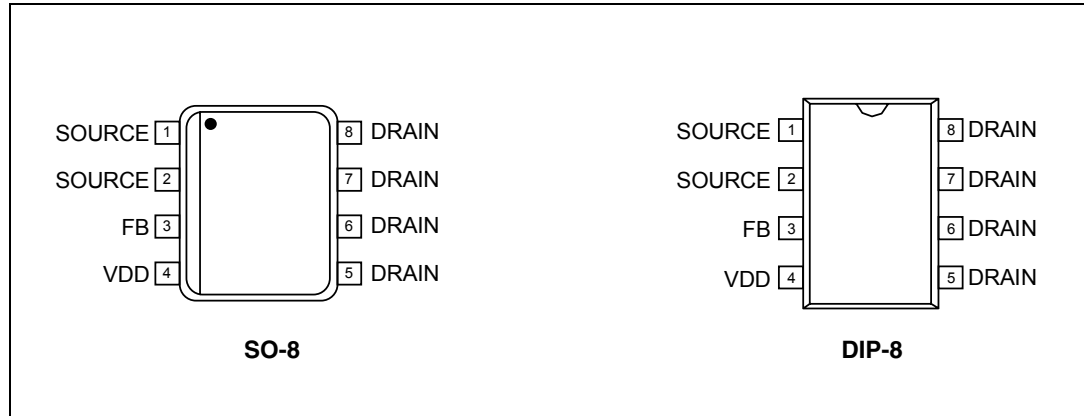 SOURCE 1 8 DRAIN
SOURCE 2 7 DRAIN
FB 3 6 DRAIN
VDD 4 5 DRAIN
SO-8
SOURCE 1 8 DRAIN
SOURCE 2 7 DRAIN
FB 3 6 DRAIN
VDD 4 5 DRAIN
DIP-8